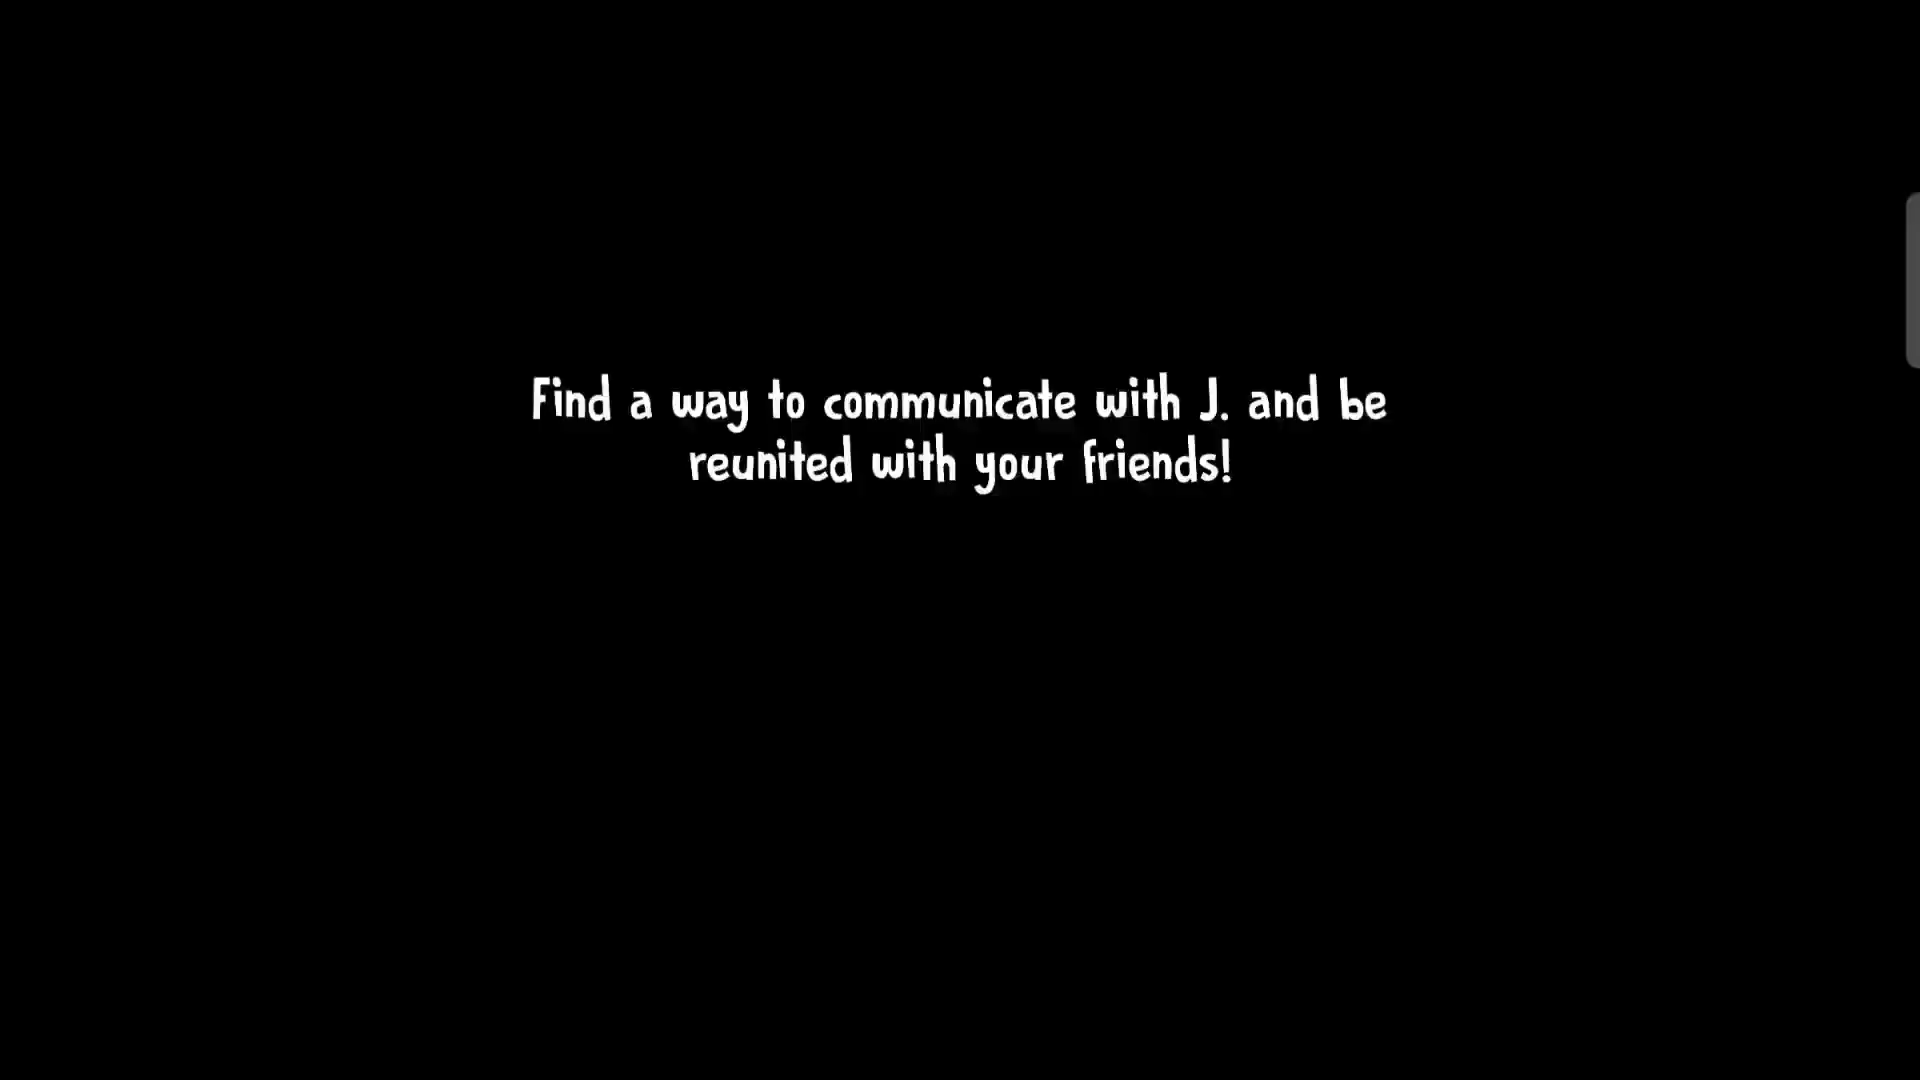 Find a way to communicate with J. and be
reunited with your friends!